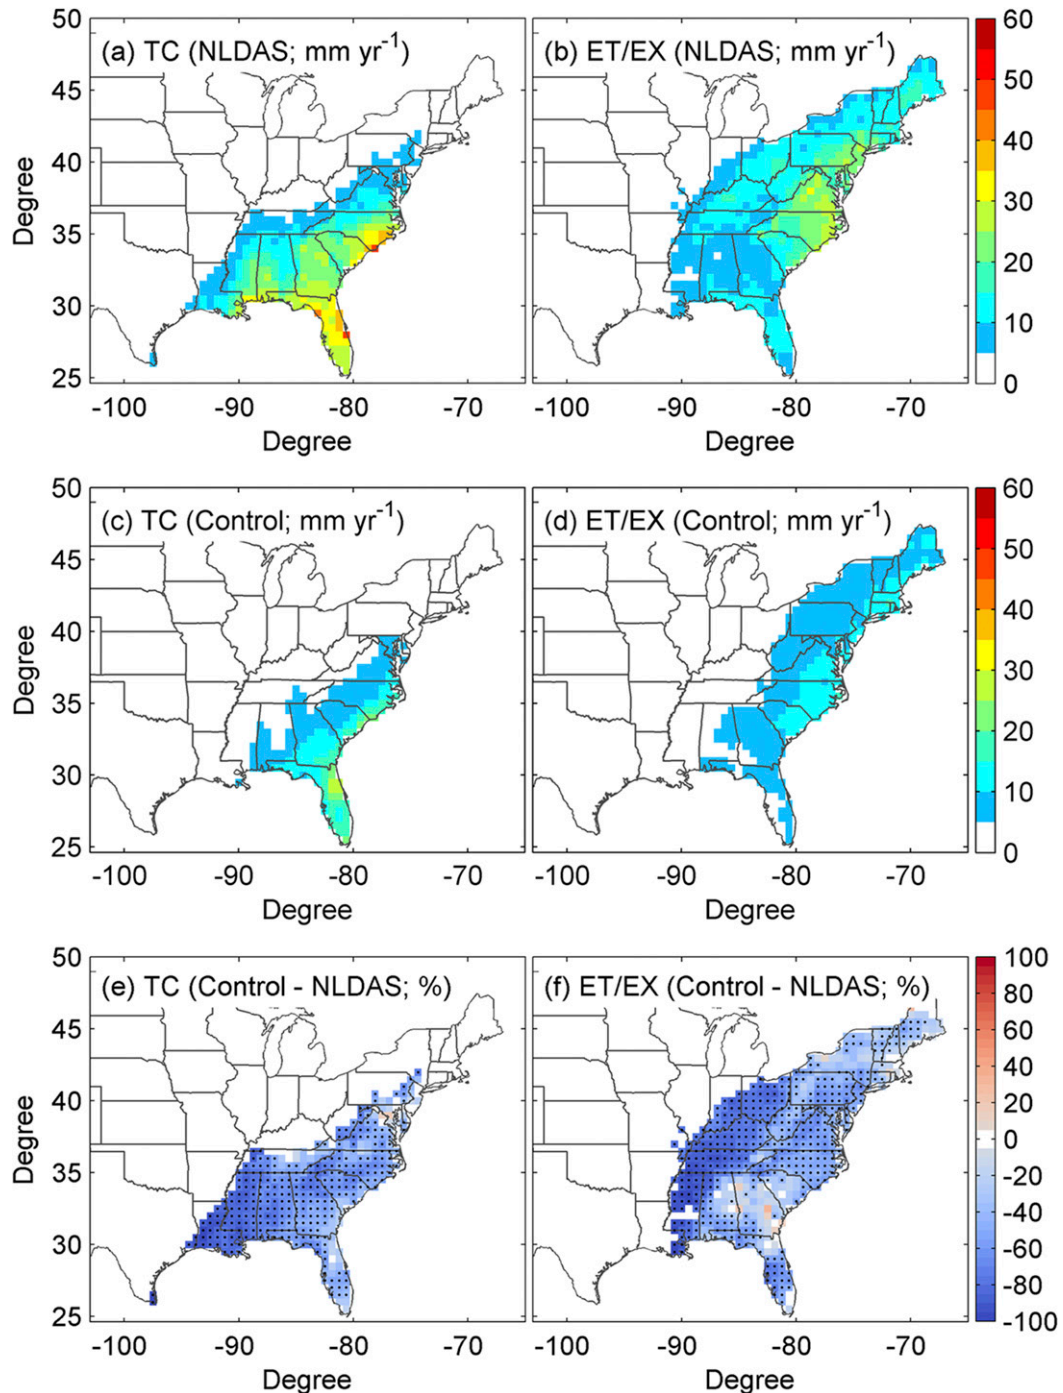 50
45
40
35
30
25
Degree
(a) TC (NLDAS; mm yr⁻¹)
-100 -90 -80 -70
Degree
(b) ET/EX (NLDAS; mm yr⁻¹)
-100 -90 -80 -70
Degree
60
50
40
30
20
10
0
50
45
40
35
30
25
Degree
(c) TC (Control; mm yr⁻¹)
-100 -90 -80 -70
Degree
(d) ET/EX (Control; mm yr⁻¹)
-100 -90 -80 -70
Degree
60
50
40
30
20
10
0
50
45
40
35
30
25
Degree
(e) TC (Control - NLDAS; %)
-100 -90 -80 -70
Degree
(f) ET/EX (Control - NLDAS; %)
-100 -90 -80 -70
Degree
100
80
60
40
20
0
-20
-40
-60
-80
-100